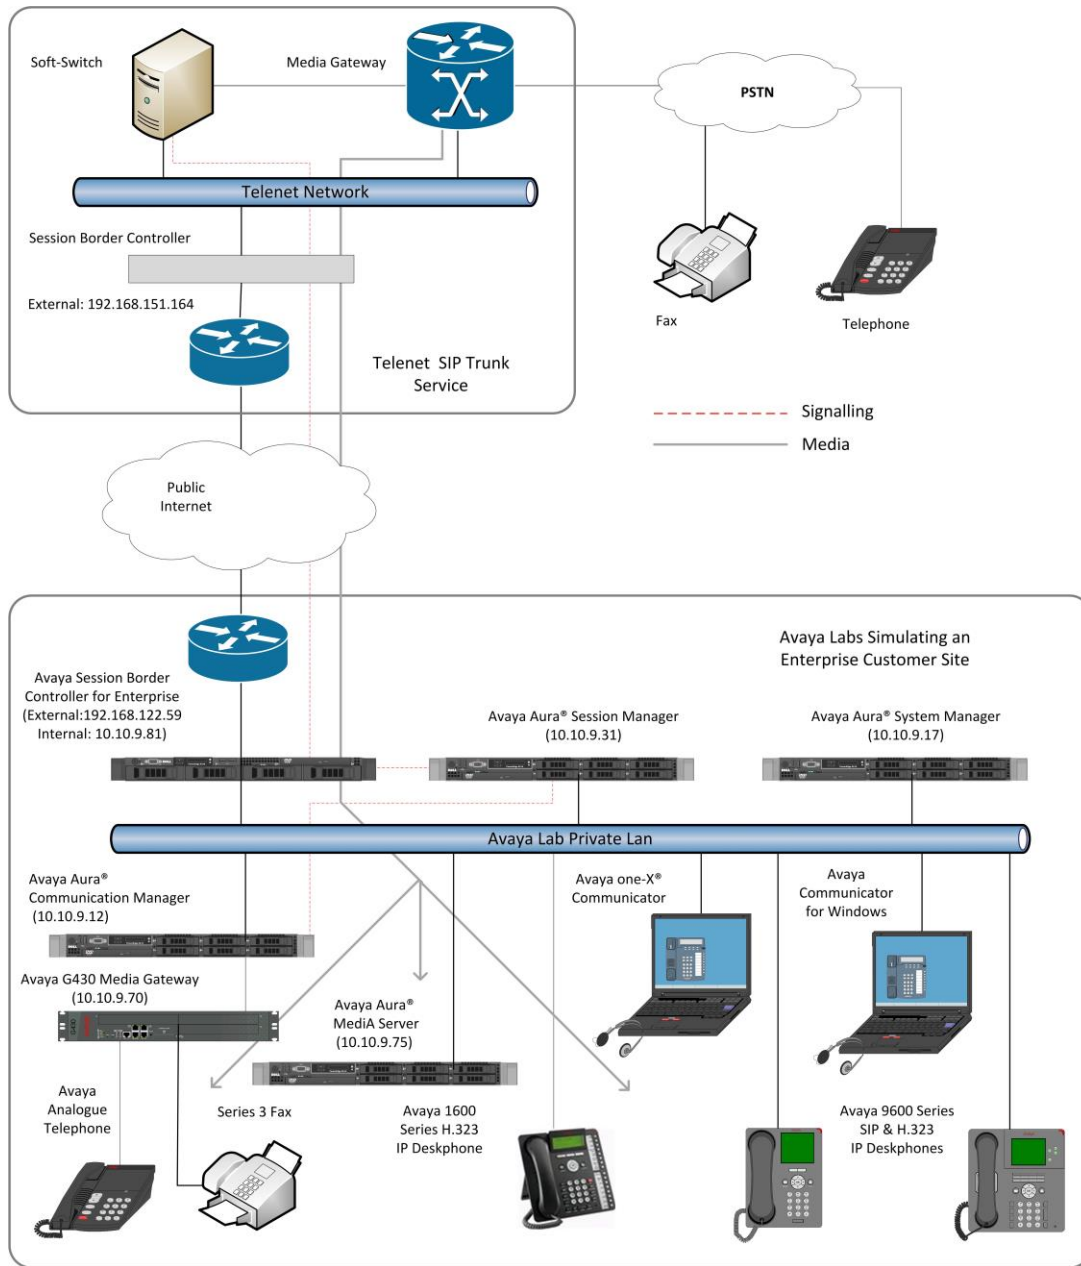 Soft-Switch
Media Gateway
PSTN
Telenet Network
Session Border Controller
External: 192.168.151.164
Fax
Telephone
Telenet SIP Trunk
Service
Signalling
Media
Public
Internet
Avaya Labs Simulating an
Enterprise Customer Site
Avaya Session Border
Controller for Enterprise
(External:192.168.122.59
Internal: 10.10.9.81)
Avaya Aura® Session Manager
(10.10.9.31)
Avaya Aura® System Manager
(10.10.9.17)
Avaya Lab Private Lan
Avaya Aura®
Communication Manager
(10.10.9.12)
Avaya one-X®
Communicator
Avaya
Communicator
for Windows
Avaya G430 Media Gateway
(10.10.9.70)
Avaya Aura®
MediA Server
(10.10.9.75)
Avaya
Analogue
Telephone
Series 3 Fax
Avaya 1600
Series H.323
IP Deskphone
Avaya 9600 Series
SIP & H.323
IP Deskphones